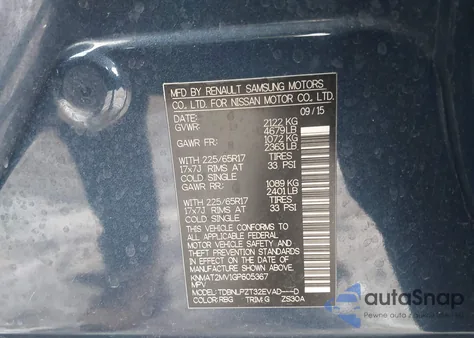 MFD BY RENAULT SAMSUNG MOTORS
CO., LTD. FOR NISSAN MOTOR CO., LTD.
DATE: 09/15
GVWR: 2122 KG
4679LB
GAWR FR: 1072 KG
2363 LB
WITH 225/65R17 TIRES
17x7J RIMS AT 33 PSI
COLD SINGLE
GAWR RR: 1089 KG
2401 LB
WITH 225/65R17 TIRES
17x7J RIMS AT 33 PSI
COLD SINGLE
THIS VEHICLE CONFORMS TO
ALL APPLICABLE FEDERAL
MOTOR VEHICLE SAFETY
STANDARDS IN EFFECT ON
THE DATE OF MANUFACTURE
SHOWN ABOVE.
KNMAT2MV1GP605367
MPV
MODEL: TDBNLPZT32EVAD---D
COLOR: RBG TRIM: G ZS30A
autoSnap
Driven by Vision